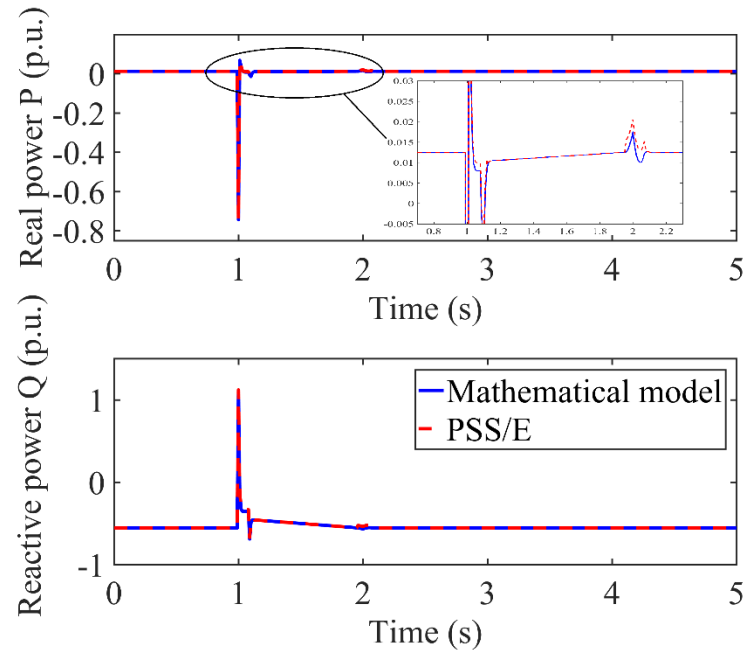 Real power P (p.u.)
0
-0.2
-0.4
-0.6
-0.8
0.03
0.025
0.02
0.015
0.01
0.005
0
-0.005
0.8 1 1.2 1.4 1.6 1.8 2 2.2
0 1 2 3 4 5
Time (s)
Reactive power Q (p.u.)
1
0
-1
Mathematical model
PSS/E
0 1 2 3 4 5
Time (s)